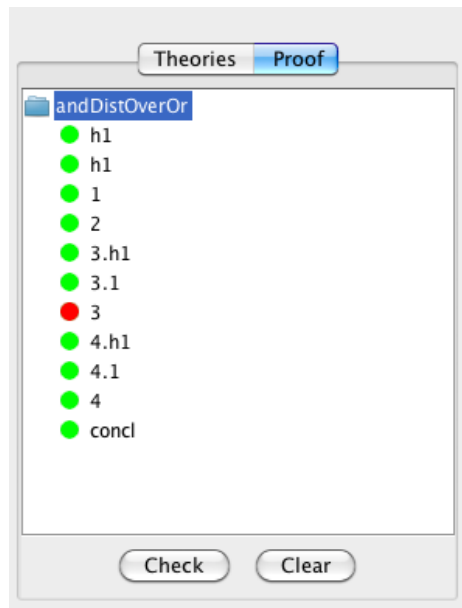 Theories Proof
andDistOverOr
h1
h1
1
2
3.h1
3.1
3
4.h1
4.1
4
concl
Check Clear